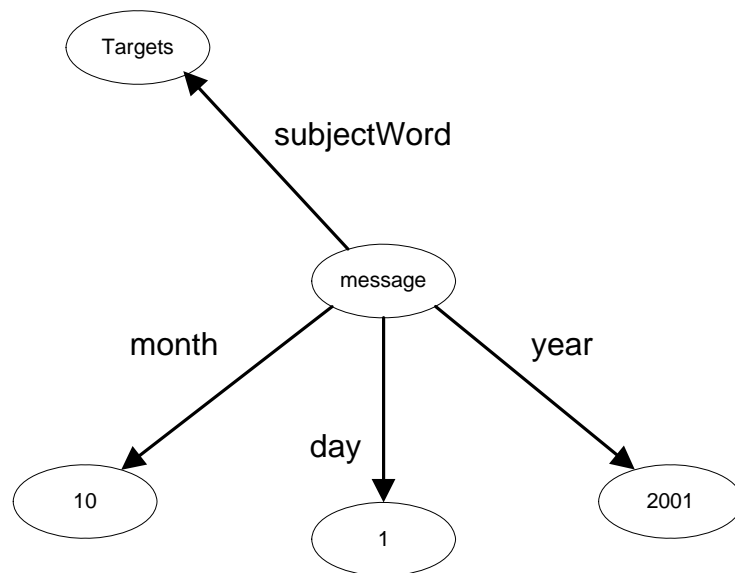 Targets
subjectWord
message
month
year
day
10
2001
1